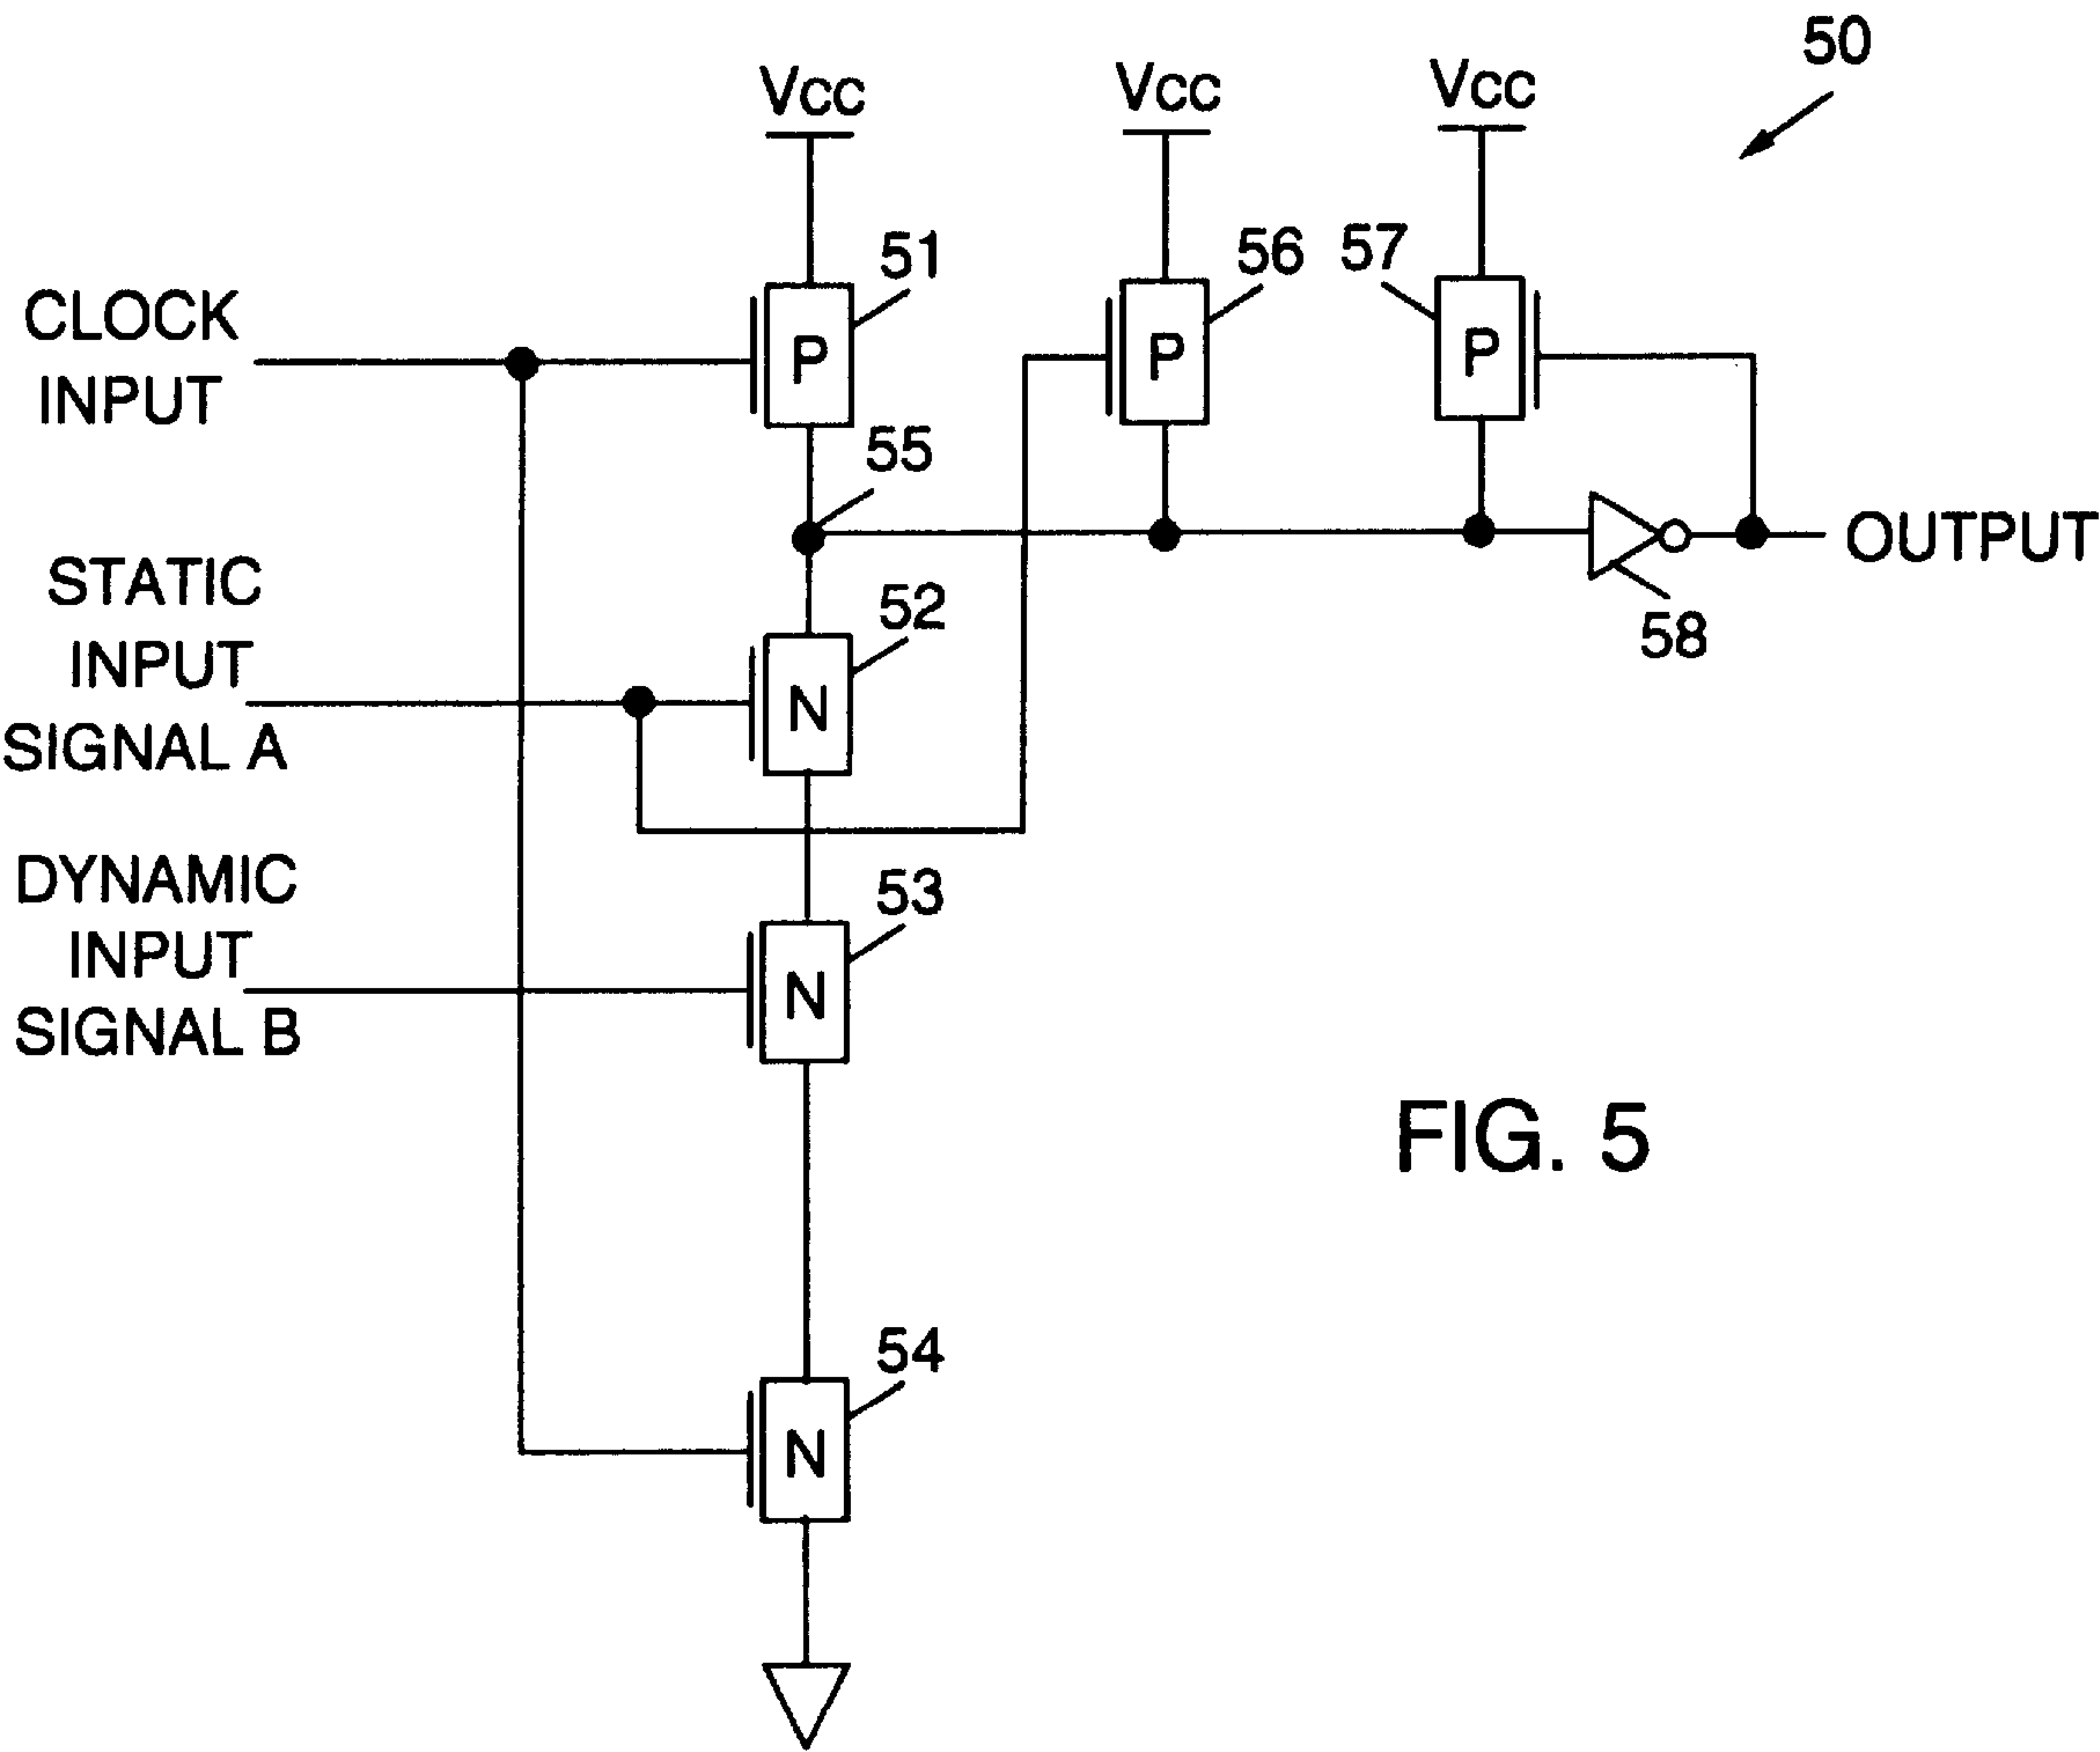 50
Vcc
Vcc
Vcc
51
56
57
CLOCK
INPUT
P
P
P
55
STATIC
INPUT
SIGNAL A
52
N
OUTPUT
58
DYNAMIC
INPUT
SIGNAL B
53
N
FIG. 5
54
N